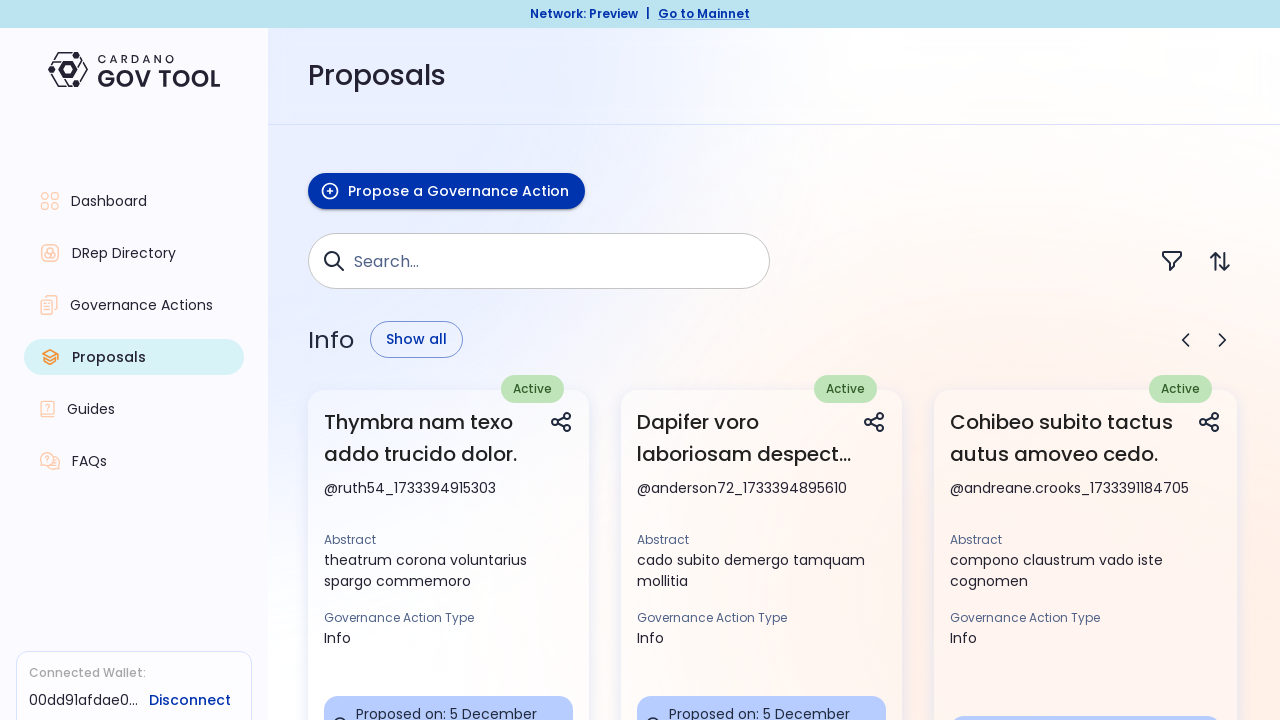 Network: Preview | Go to Mainnet
CARDANO
GOV TOOL
Proposals
Dashboard
DRep Directory
Governance Actions
Proposals
Guides
FAQs
Connected Wallet:
00dd91afdae0... Disconnect
Propose a Governance Action
Search...
Info Show all
Active
Thymbra nam texo
addo trucido dolor.
@ruth54_1733394915303
Abstract
theatrum corona voluntarius
spargo commemoro
Governance Action Type
Info
Proposed on: 5 December
Active
Dapifer voro
laboriosam despect...
@anderson72_1733394895610
Abstract
cado subito demergo tamquam
mollitia
Governance Action Type
Info
Proposed on: 5 December
Active
Cohibeo subito tactus
autus amoveo cedo.
@andreane.crooks_1733391184705
Abstract
compono claustrum vado iste
cognomen
Governance Action Type
Info